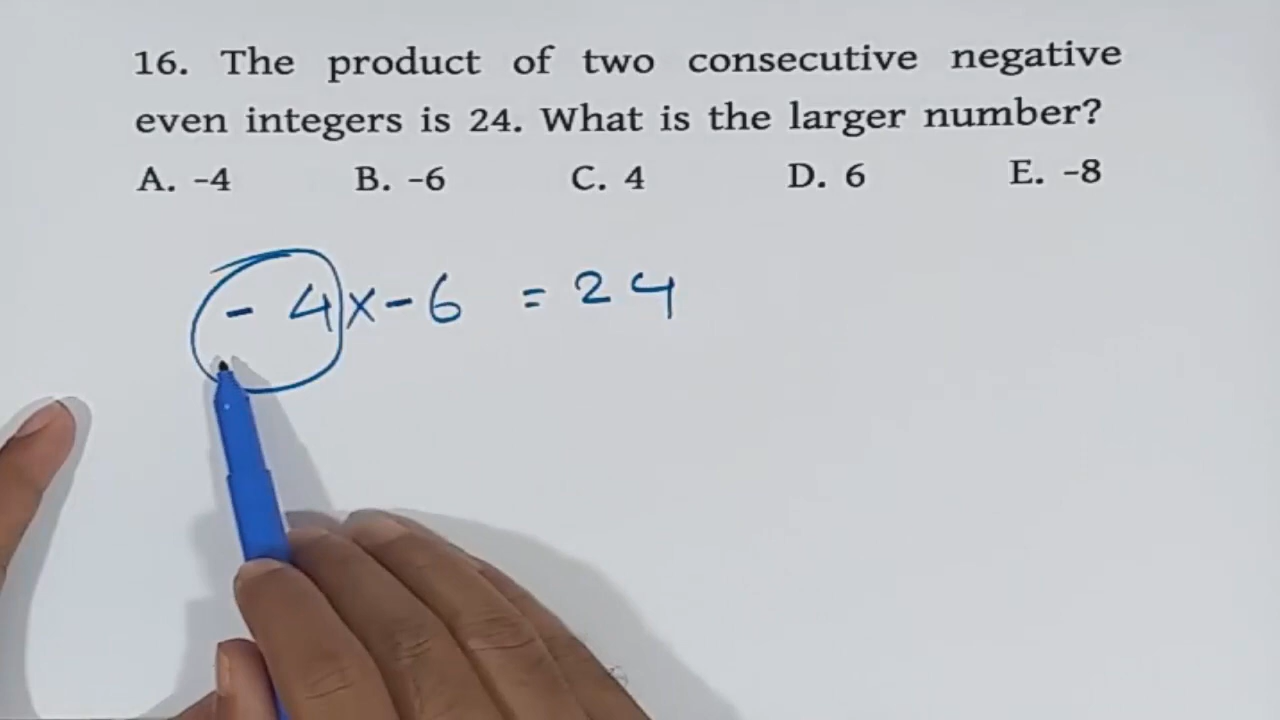 16. The product of two consecutive negative
even integers is 24. What is the larger number?
A. -4 B. -6 C. 4 D. 6 E. -8
- 4 x - 6 = 24